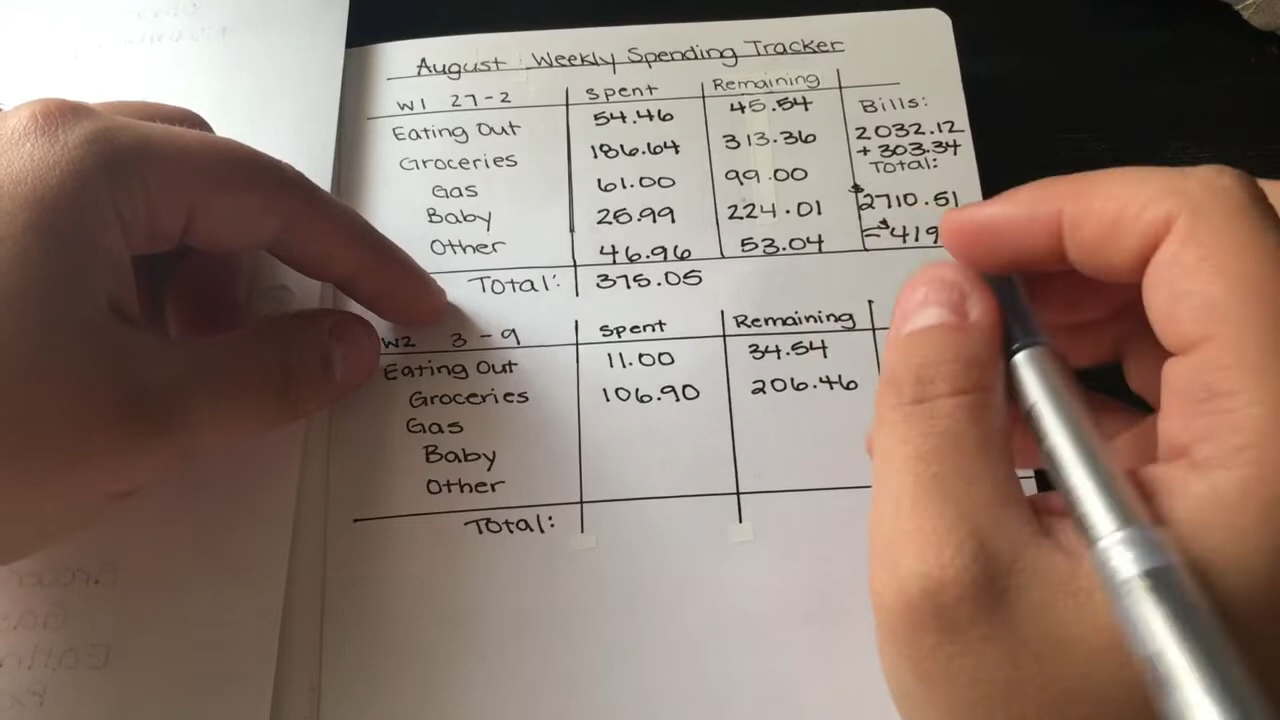 August Weekly Spending Tracker
W1 27-2 Spent Remaining
Eating Out 54.46 45.54
Groceries 186.64 313.36
Gas 61.00 99.00
Baby 25.99 224.01
Other 46.96 53.04
Total: 375.05
Bills:
2032.12
+ 303.34
Total:
$2710.51
=$419
W2 3-9 Spent Remaining
Eating Out 11.00 34.54
Groceries 106.90 206.46
Gas
Baby
Other
Total: